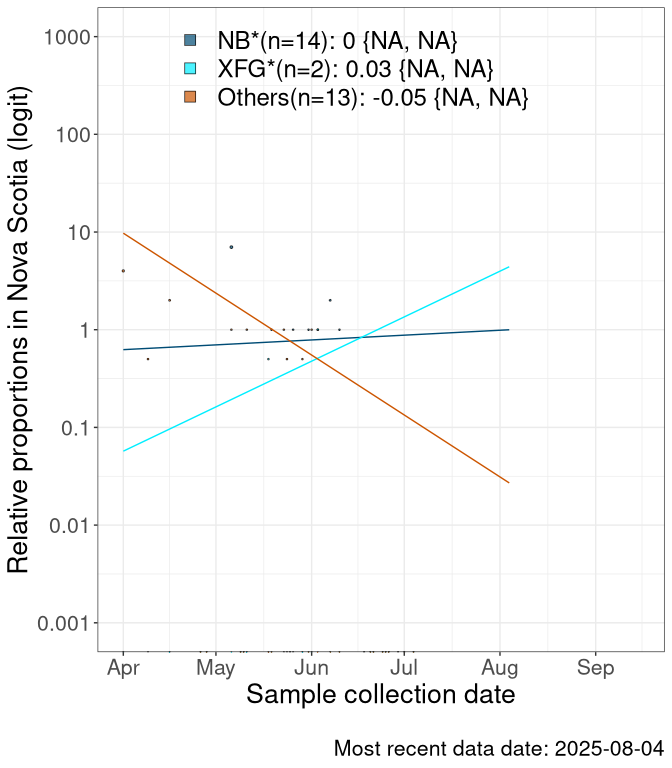 NB*(n=14): 0 {NA, NA}
XFG*(n=2): 0.03 {NA, NA}
Others(n=13): -0.05 {NA, NA}
Relative proportions in Nova Scotia (logit)
1000
100
10
1
0.1
0.01
0.001
Apr May Jun Jul Aug Sep
Sample collection date
Most recent data date: 2025-08-04